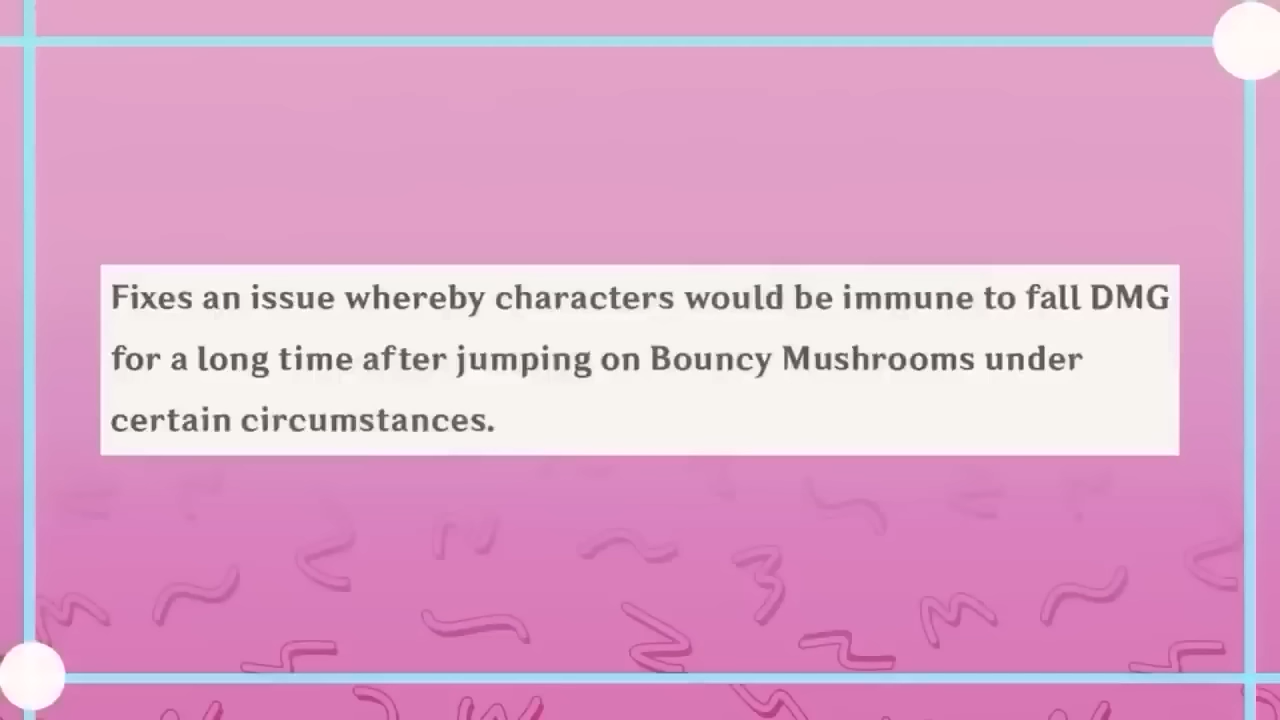 Fixes an issue whereby characters would be immune to fall DMG
for a long time after jumping on Bouncy Mushrooms under
certain circumstances.